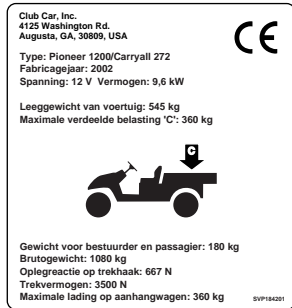 Club Car, Inc.
4125 Washington Rd.
Augusta, GA, 30809, USA
CE
Type: Pioneer 1200/Carryall 272
Fabricagejaar: 2002
Spanning: 12 V Vermogen: 9,6 kW
Leeggewicht van voertuig: 545 kg
Maximale verdeelde belasting 'C': 360 kg
C
Gewicht voor bestuurder en passagier: 180 kg
Brutogewicht: 1080 kg
Oplegreactie op trekhaak: 667 N
Trekvermogen: 3500 N
Maximale lading op aanhangwagen: 360 kg
SVP184201